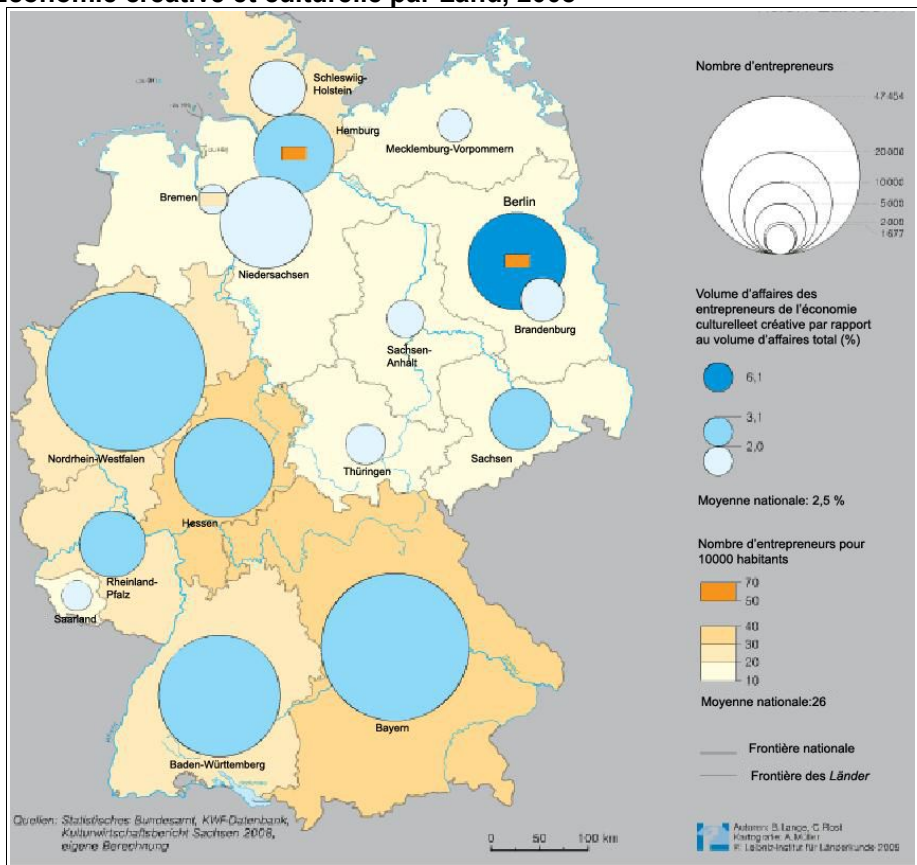 économie créative et culturelle par Land, 2005
Nombre d'entrepreneurs
47 454
20 000
10 000
5 000
2 000
1 677
Volume d'affaires des
entrepreneurs de l'économie
culturelleet créative par rapport
au volume d'affaires total (%)
6,1
3,1
2,0
Moyenne nationale: 2,5 %
Nombre d'entrepreneurs pour
10000 habitants
70
50
40
30
20
10
Moyenne nationale:26
Frontière nationale
Frontière des Länder
Schleswiig-
Holstein
Hemburg
Mecklemburg-Vorpommern
Bremen
Berlin
Niedersachsen
Brandenburg
Sachsen-
Anhalt
Nordrhein-Westfalen
Thüringen
Sachsen
Hessen
Rheinland-
Pfalz
Saarland
Bayern
Baden-Württemberg
Quellen: Statistisches Bundesamt, KWF-Datenbank,
Kulturwirtschaftsbericht Sachsen 2008,
eigene Berechnung
0 50 100 km
Autoren: B. Lange, C. Rost
Kartografie: A. Müller
© Leibniz-Institut für Länderkunde 2009